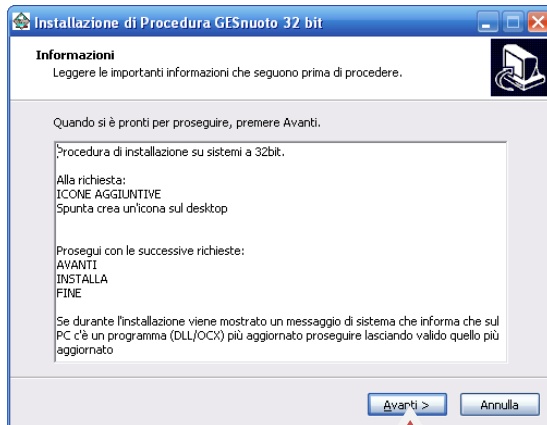 Installazione di Procedura GESnuoto 32 bit
Informazioni
Leggere le importanti informazioni che seguono prima di procedere.
Quando si è pronti per proseguire, premere Avanti.
Procedura di installazione su sistemi a 32bit.
Alla richiesta:
ICONE AGGIUNTIVE
Spunta crea un'icona sul desktop
Prosegui con le successive richieste:
AVANTI
INSTALLA
FINE
Se durante l'installazione viene mostrato un messaggio di sistema che informa che sul
PC c'è un programma (DLL/OCX) più aggiornato proseguire lasciando valido quello più
aggiornato
Avanti >
Annulla